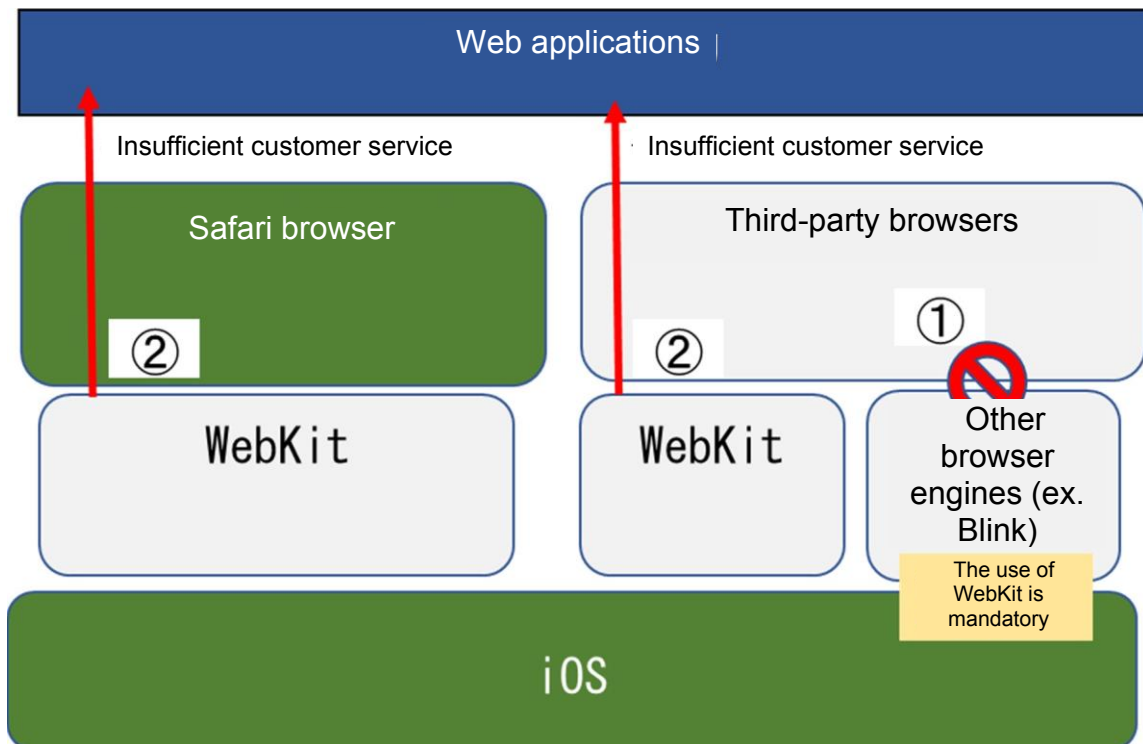 Web applications
Insufficient customer service
Insufficient customer service
Safari browser
Third-party browsers
①
②
②
WebKit
WebKit
Other
browser
engines (ex.
Blink)
The use of
WebKit is
mandatory
iOS